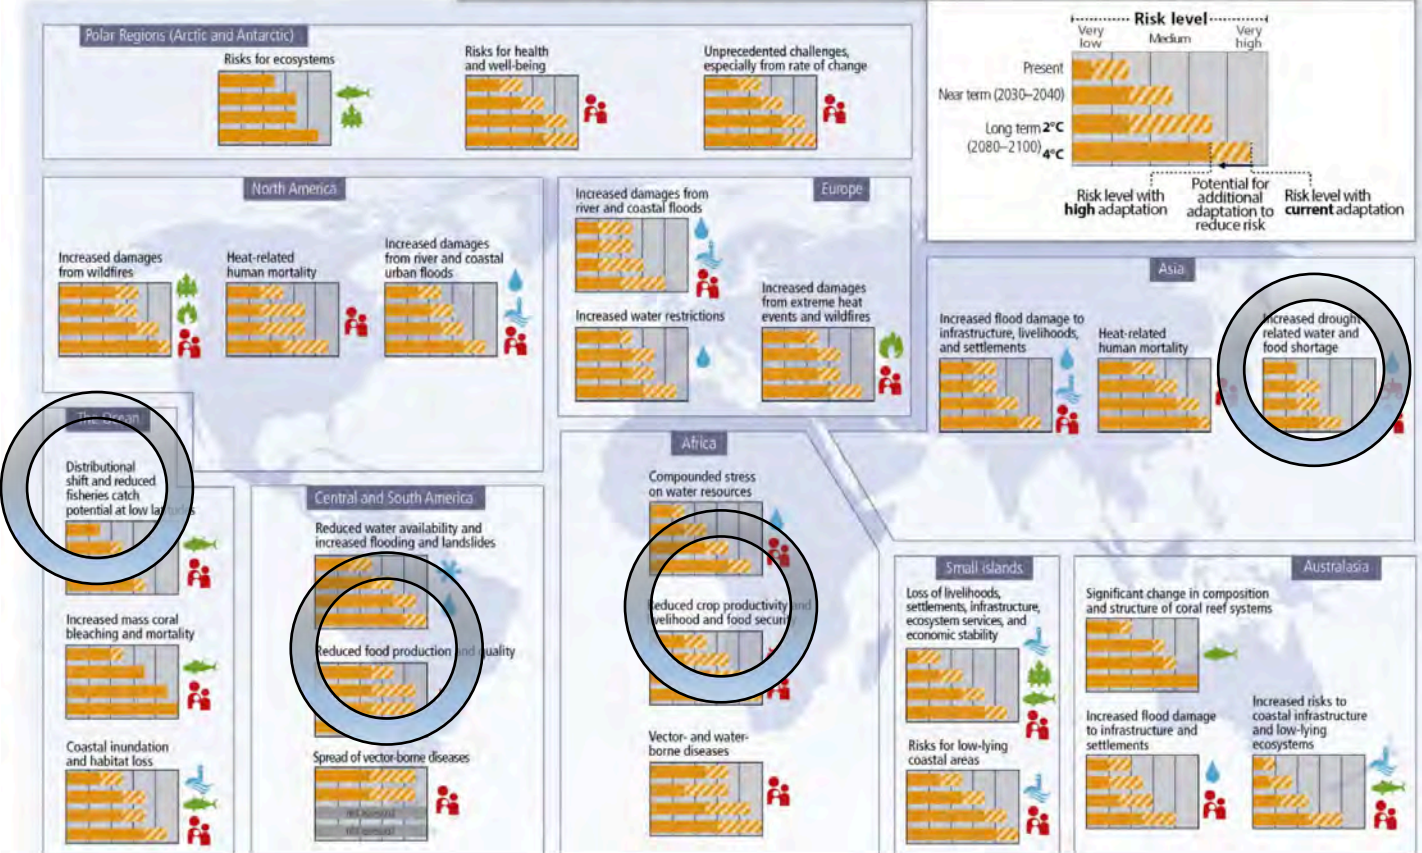 Polar Regions (Arctic and Antarctic)
Risks for ecosystems
Risks for health
and well-being
Unprecedented challenges,
especially from rate of change
Risk level
Very
low
Medium
Very
high
Present
Near term (2030–2040)
Long term 2°C
(2080–2100) 4°C
Risk level with
high adaptation
Potential for
additional
adaptation to
reduce risk
Risk level with
current adaptation
North America
Increased damages
from wildfires
Heat-related
human mortality
Increased damages
from river and coastal
urban floods
Europe
Increased damages from
river and coastal floods
Increased water restrictions
Increased damages
from extreme heat
events and wildfires
Asia
Increased flood damage to
infrastructure, livelihoods,
and settlements
Heat-related
human mortality
Increased drought-
related water and
food shortage
The Ocean
Distributional
shift and reduced
fisheries catch
potential at low latitudes
Increased mass coral
bleaching and mortality
Coastal inundation
and habitat loss
Central and South America
Reduced water availability and
increased flooding and landslides
Reduced food production and quality
Spread of vector-borne diseases
not assessed
not assessed
Africa
Compounded stress
on water resources
Reduced crop productivity and
livelihood and food security
Vector- and water-
borne diseases
Small islands
Loss of livelihoods,
settlements, infrastructure,
ecosystem services, and
economic stability
Risks for low-lying
coastal areas
Australasia
Significant change in composition
and structure of coral reef systems
Increased flood damage
to infrastructure and
settlements
Increased risks to
coastal infrastructure
and low-lying
ecosystems